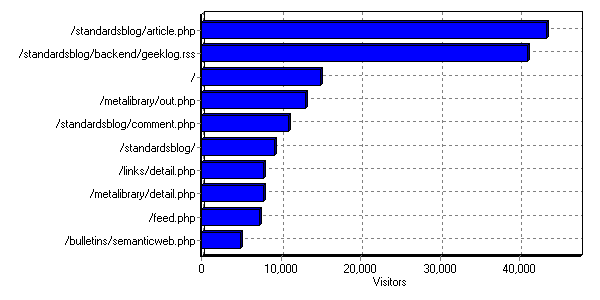 /standardsblog/article.php
/standardsblog/backend/geeklog.rss
/
/metalibrary/out.php
/standardsblog/comment.php
/standardsblog/
/links/detail.php
/metalibrary/detail.php
/feed.php
/bulletins/semanticweb.php
0 10,000 20,000 30,000 40,000
Visitors